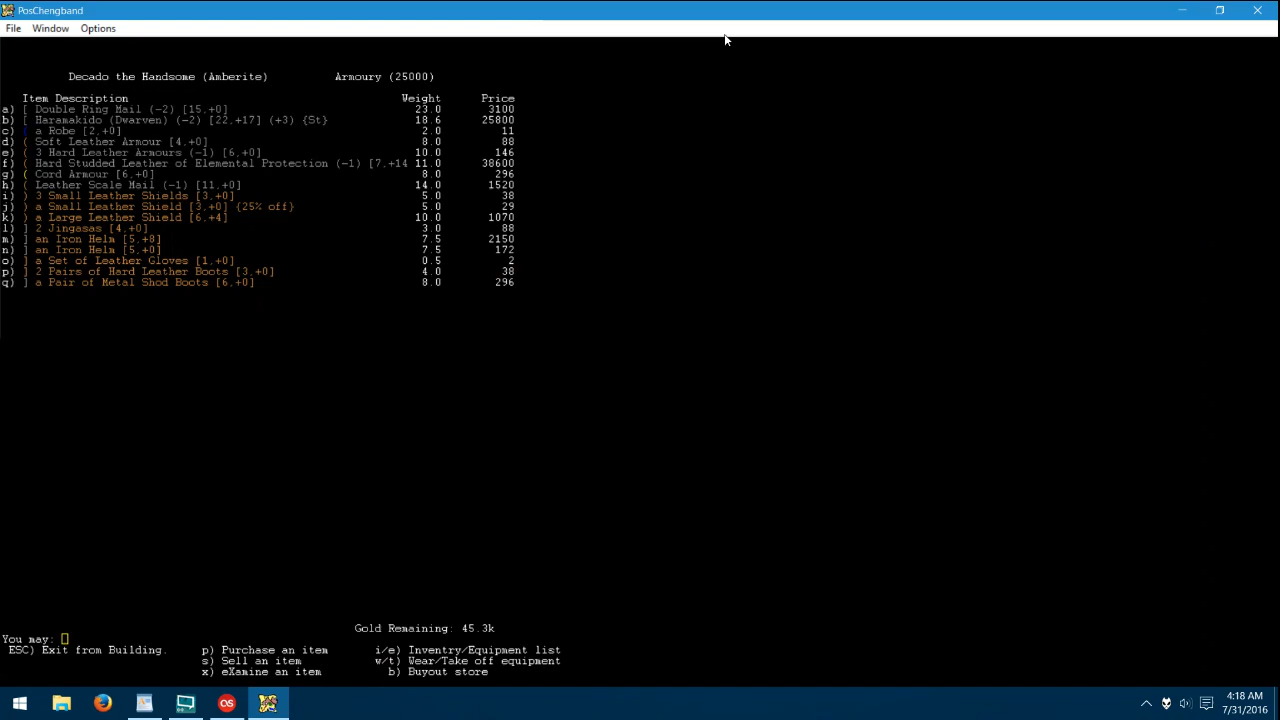 PosChengband
File Window Options
Decado the Handsome (Amberite) Armoury (25000)
Item Description Weight Price
a) [ Double Ring Mail (-2) [15,+0] 23.0 3100
b) [ Haramakido (Dwarven) (-2) [22,+17] (+3) {St} 18.6 25800
c) ( a Robe [2,+0] 2.0 11
d) ( Soft Leather Armour [4,+0] 8.0 88
e) ( 3 Hard Leather Armours (-1) [6,+0] 10.0 146
f) ( Hard Studded Leather of Elemental Protection (-1) [7,+14 11.0 38600
g) ( Cord Armour [6,+0] 8.0 296
h) ( Leather Scale Mail (-1) [11,+0] 14.0 1520
i) ) 3 Small Leather Shields [3,+0] 5.0 38
j) ) a Small Leather Shield [3,+0] {25% off} 5.0 29
k) ) a Large Leather Shield [6,+4] 10.0 1070
l) ] 2 Jingasas [4,+0] 3.0 88
m) ] an Iron Helm [5,+8] 7.5 2150
n) ] an Iron Helm [5,+0] 7.5 172
o) ] a Set of Leather Gloves [1,+0] 0.5 2
p) ] 2 Pairs of Hard Leather Boots [3,+0] 4.0 38
q) ] a Pair of Metal Shod Boots [6,+0] 8.0 296
Gold Remaining: 45.3k
You may:
ESC) Exit from Building. p) Purchase an item i/e) Inventry/Equipment list
s) Sell an item w/t) Wear/Take off equipment
x) eXamine an item b) Buyout store
4:18 AM
7/31/2016